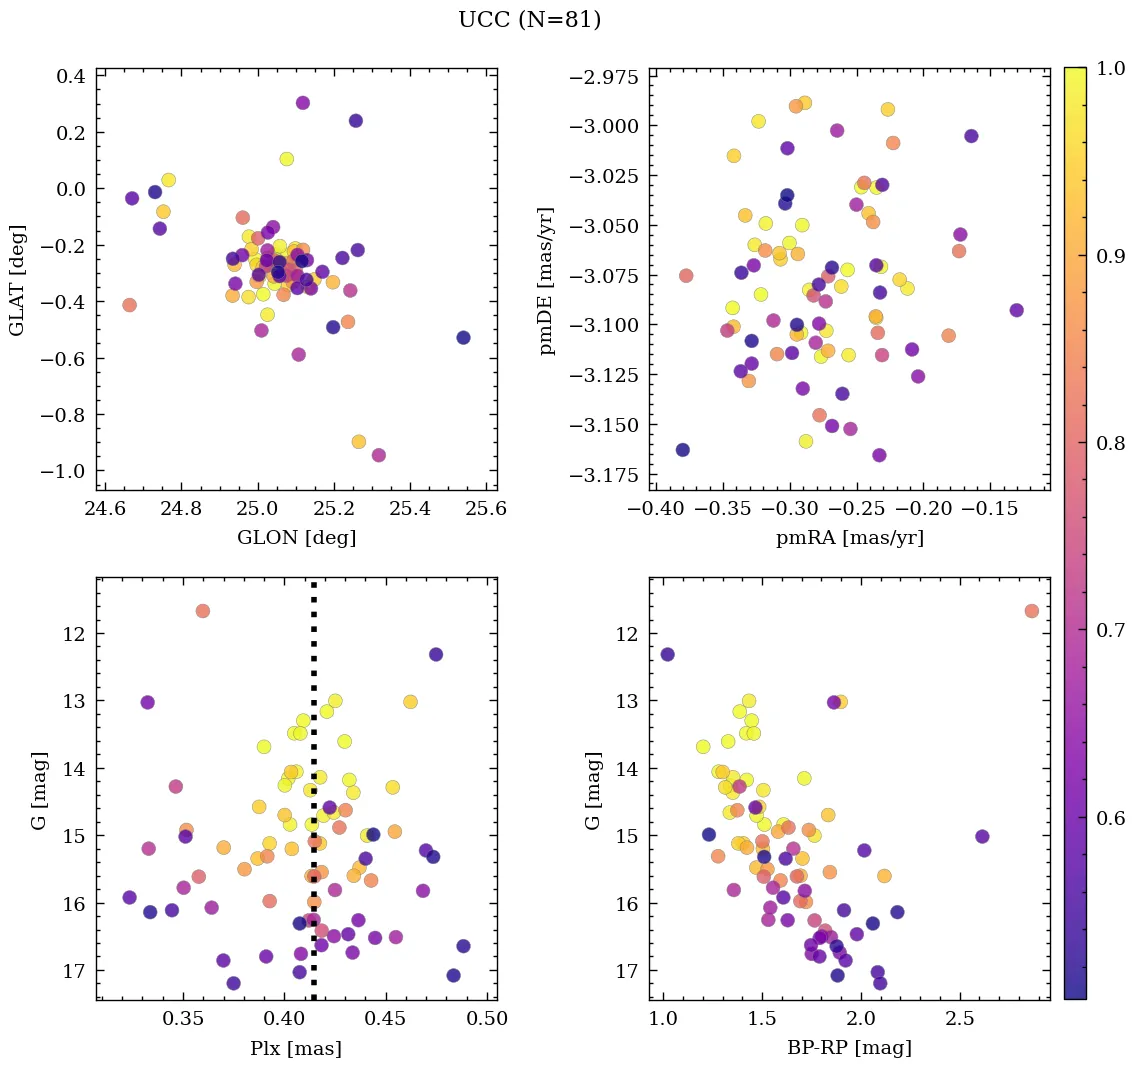 UCC (N=81)
0.4
0.2
0.0
−0.2
−0.4
−0.6
−0.8
−1.0
GLAT [deg]
24.6 24.8 25.0 25.2 25.4 25.6
GLON [deg]
−2.975
−3.000
−3.025
−3.050
−3.075
−3.100
−3.125
−3.150
−3.175
pmDE [mas/yr]
−0.40 −0.35 −0.30 −0.25 −0.20 −0.15
pmRA [mas/yr]
1.0
0.9
0.8
0.7
0.6
12
13
14
15
16
17
G [mag]
0.35 0.40 0.45 0.50
Plx [mas]
12
13
14
15
16
17
G [mag]
1.0 1.5 2.0 2.5
BP-RP [mag]